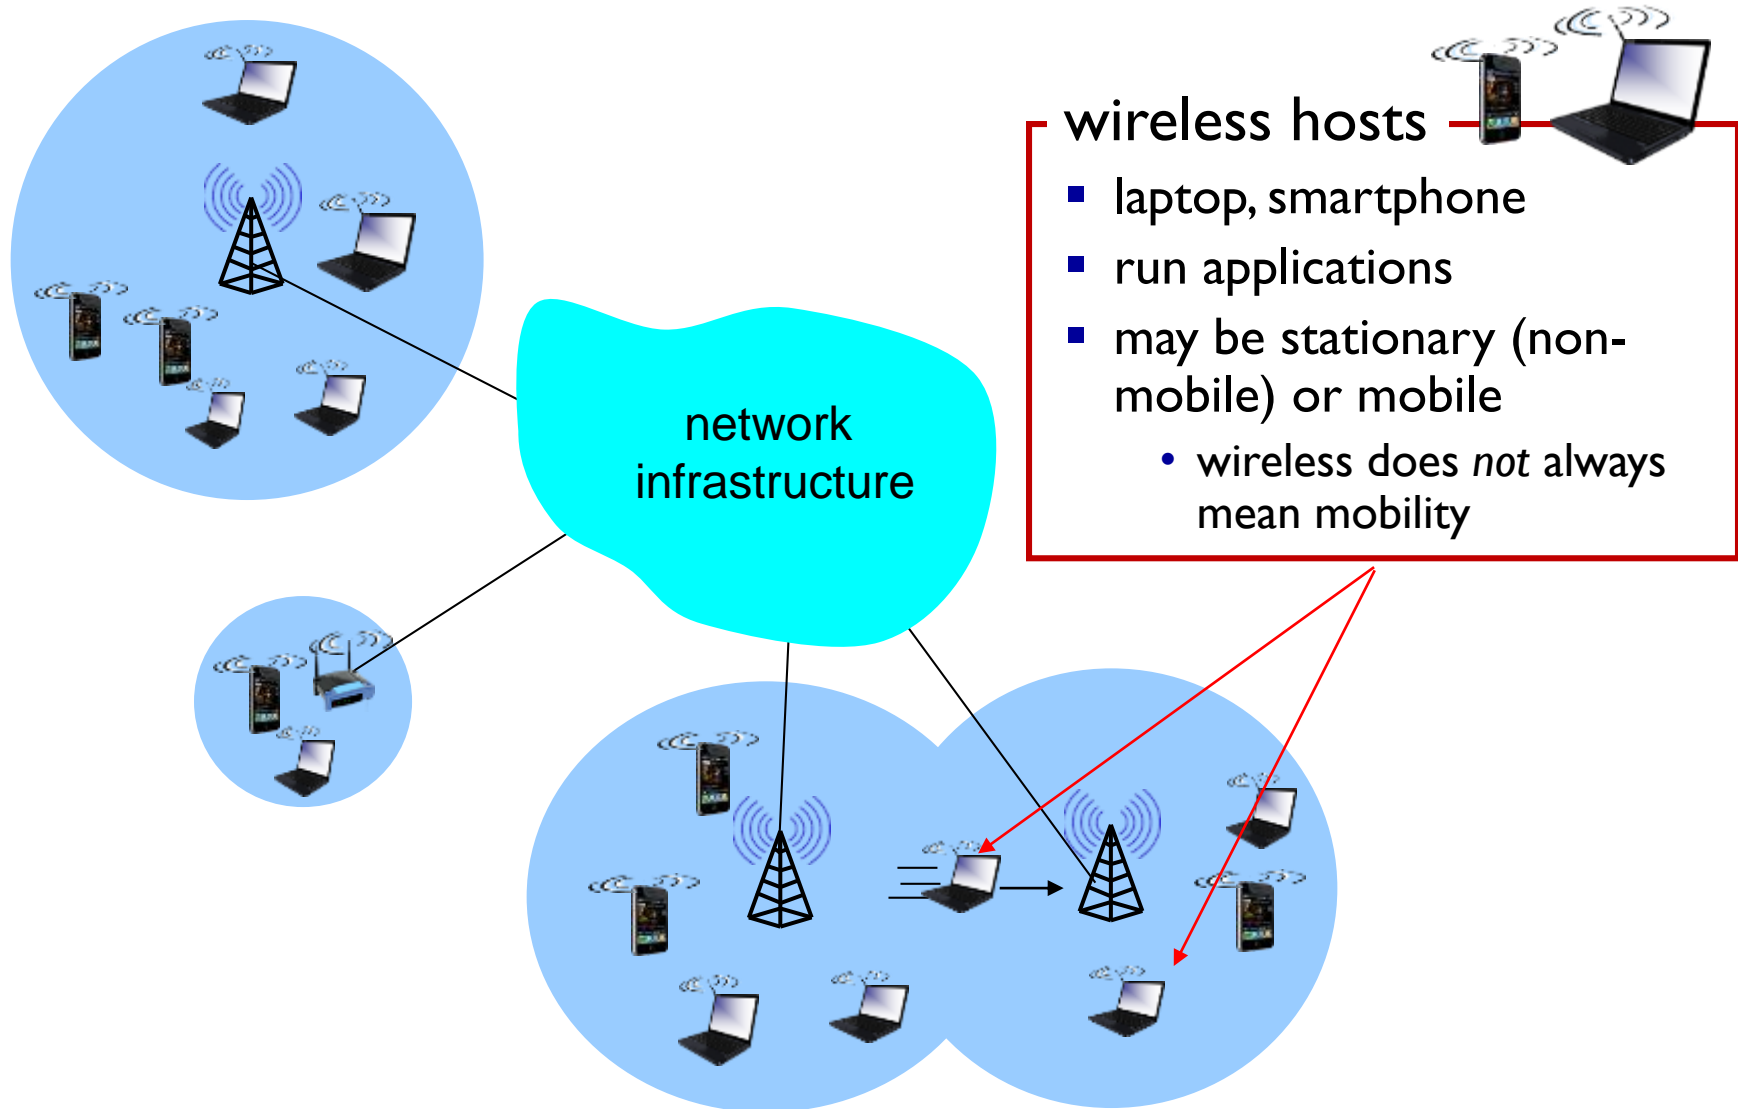 wireless hosts
▪ laptop, smartphone
▪ run applications
▪ may be stationary (non-
mobile) or mobile
• wireless does not always
mean mobility
network
infrastructure